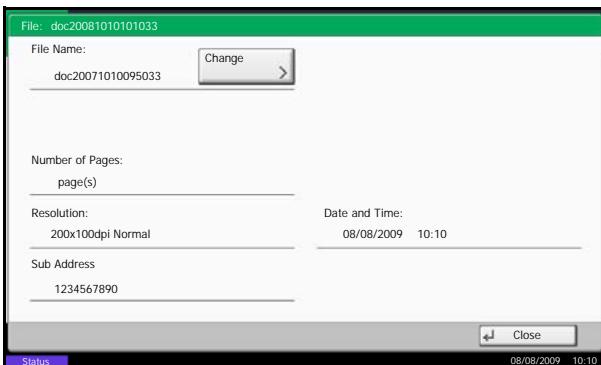 File: doc20081010101033
File Name:
Change
doc20071010095033
Number of Pages:
page(s)
Resolution:
Date and Time:
200x100dpi Normal
08/08/2009 10:10
Sub Address
1234567890
Close
Status
08/08/2009 10:10